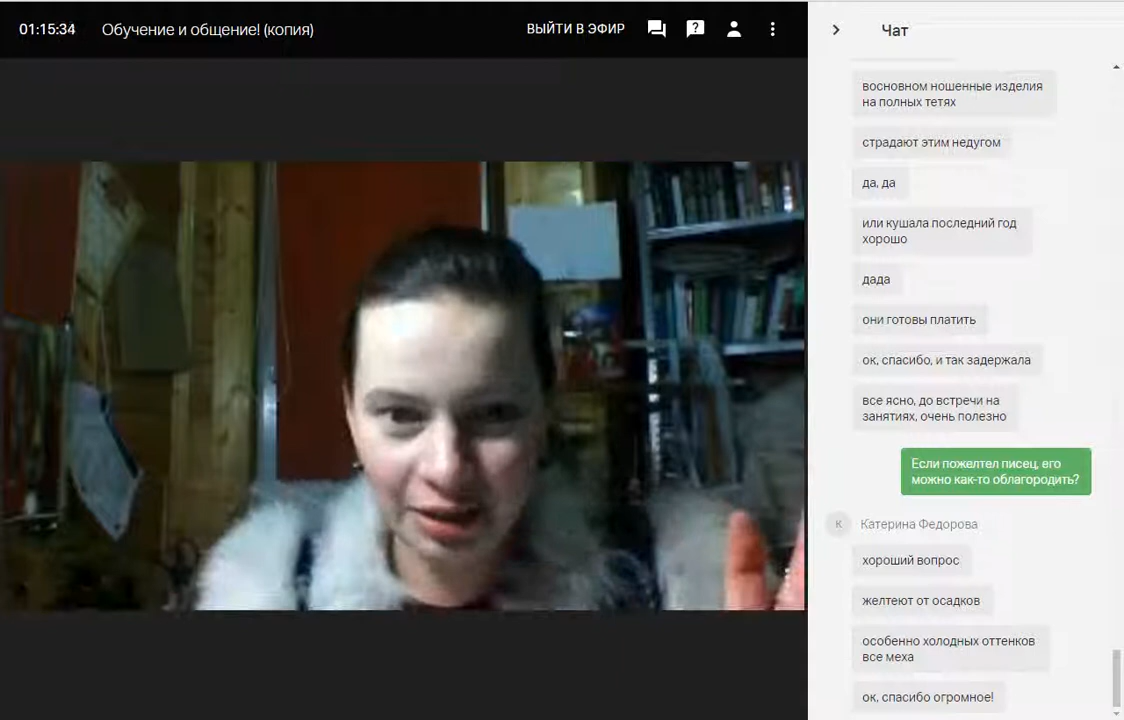 01:15:34 Обучение и общение! (копия) ВЫЙТИ В ЭФИР
Чат
восновном ношенные изделия
на полных тетях
страдают этим недугом
да, да
или кушала последний год
хорошо
дада
они готовы платить
ок, спасибо, и так задержала
все ясно, до встречи на
занятиях, очень полезно
Если пожелтел писец, его
можно как-то облагородить?
К Катерина Федорова
хороший вопрос
желтеют от осадков
особенно холодных оттенков
все меха
ок, спасибо огромное!